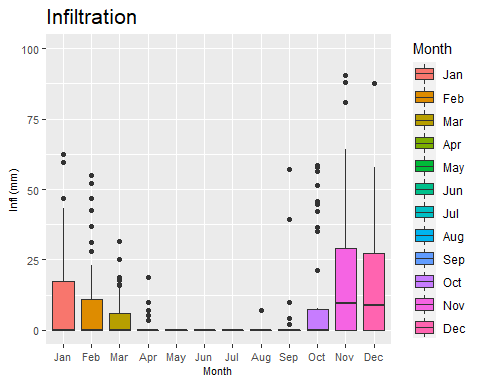 Infiltration
100
75
50
25
0
Infl (mm)
Jan Feb Mar Apr May Jun Jul Aug Sep Oct Nov Dec
Month
Month
Jan
Feb
Mar
Apr
May
Jun
Jul
Aug
Sep
Oct
Nov
Dec